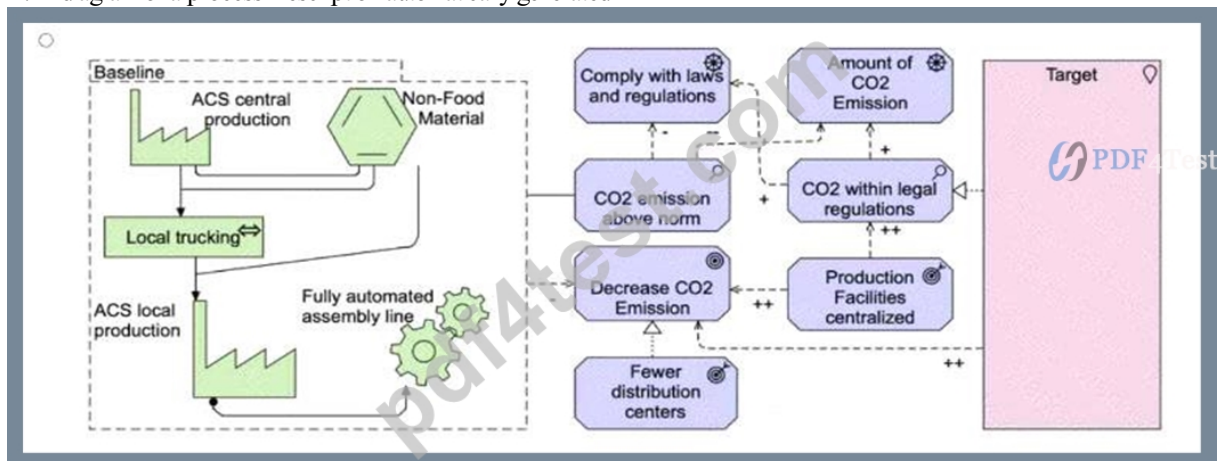 Baseline
ACS central
production
Non-Food
Material
Local trucking
ACS local
production
Fully automated
assembly line
Comply with laws
and regulations
Amount of
CO2
Emission
-
--
+
+
CO2 emission
above norm
CO2 within legal
regulations
++
-
Decrease CO2
Emission
++
Production
Facilities
centralized
++
Fewer
distribution
centers
Target
PDF4Test
pdf4test.com